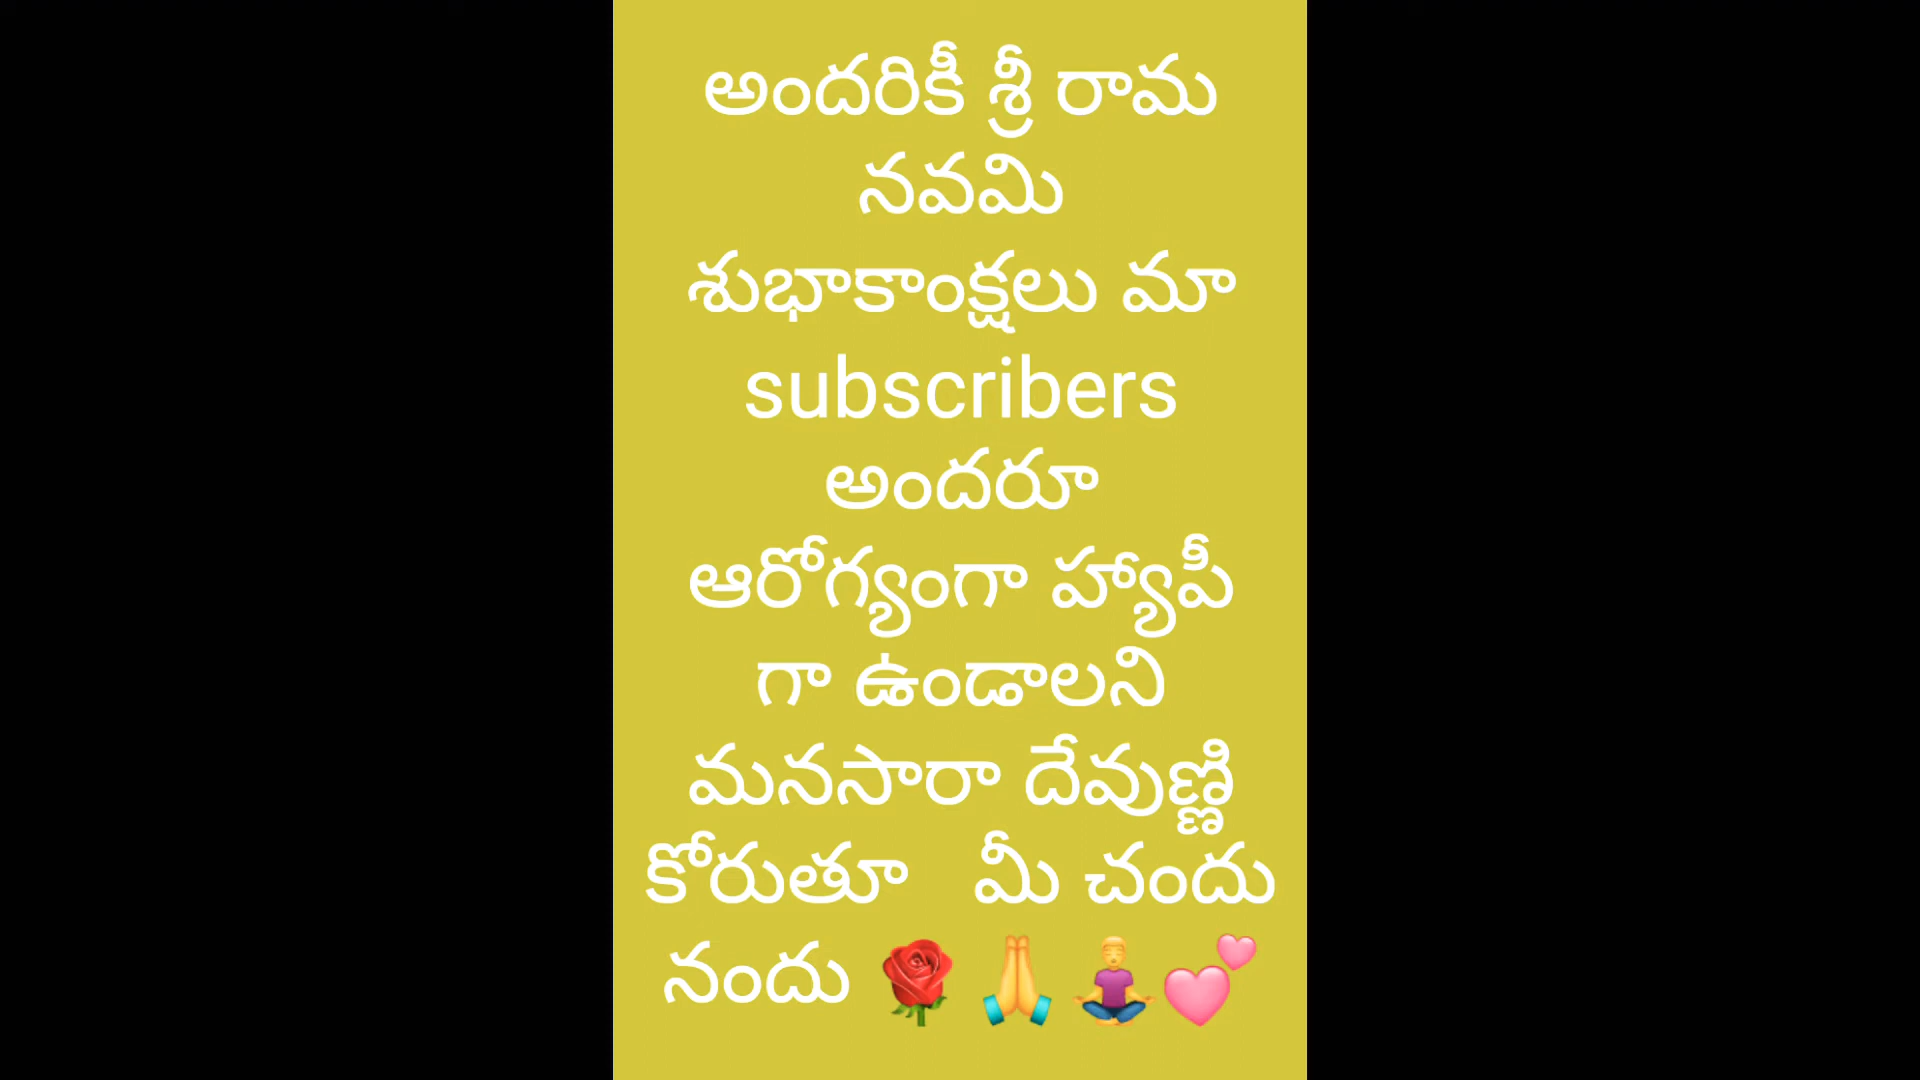 అందరికీ శ్రీ రామ
నవమి
శుభాకాంక్షలు మా
subscribers
అందరూ
ఆరోగ్యంగా హ్యాపీ
గా ఉండాలని
మనసారా దేవుణ్ణి
కోరుతూ   మీ చందు
నందు 🌹🙏🧘‍♂️💕